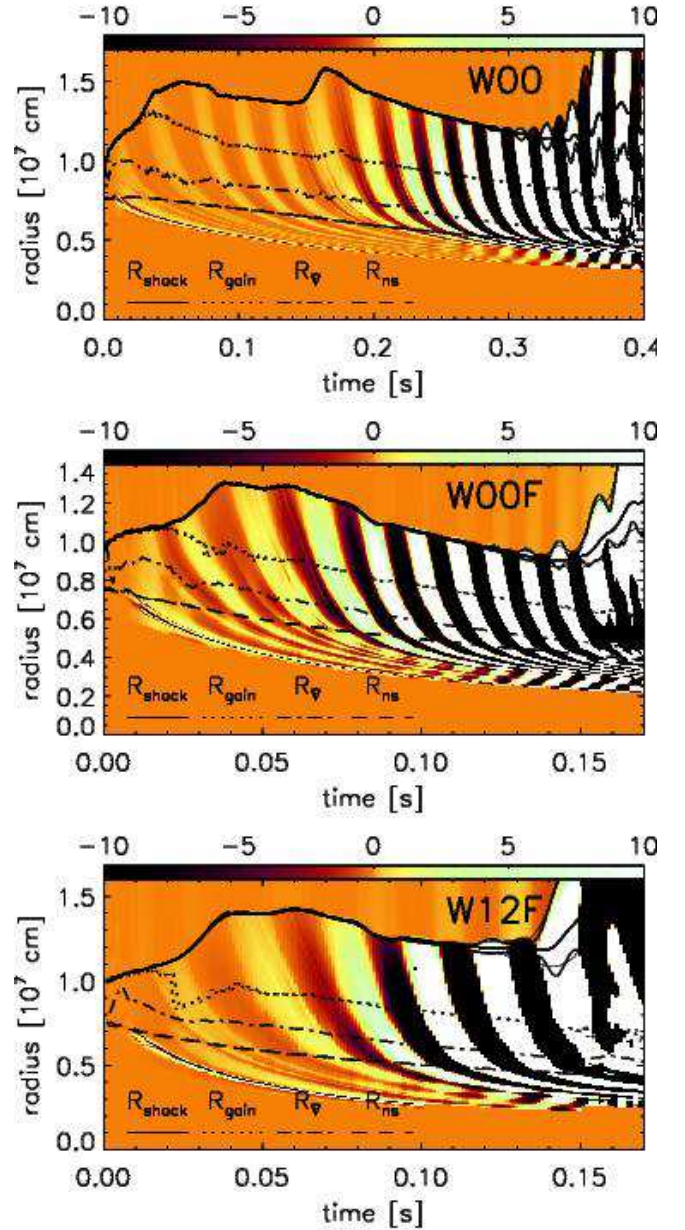 −10 −5 0 5 10
W00
radius [10⁷ cm]
1.5
1.0
0.5
0.0
R_shock R_gain R_∇ R_ns
0.0 0.1 0.2 0.3 0.4
time [s]
−10 −5 0 5 10
W00F
radius [10⁷ cm]
1.4
1.2
1.0
0.8
0.6
0.4
0.2
0.0
R_shock R_gain R_∇ R_ns
0.00 0.05 0.10 0.15
time [s]
−10 −5 0 5 10
W12F
radius [10⁷ cm]
1.5
1.0
0.5
0.0
R_shock R_gain R_∇ R_ns
0.00 0.05 0.10 0.15
time [s]